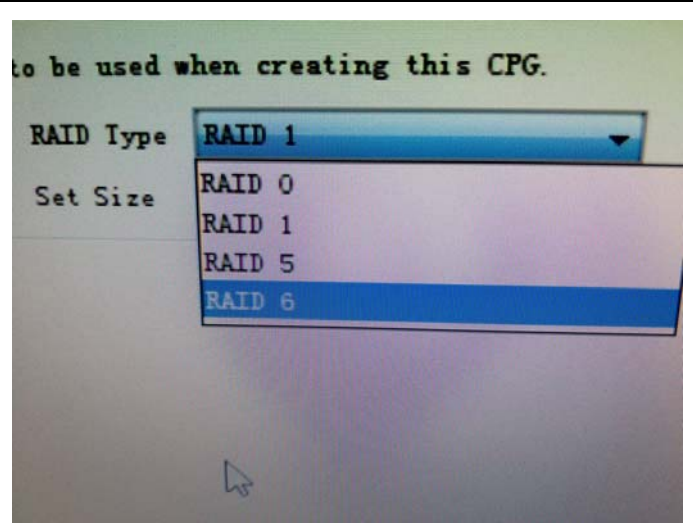 to be used when creating this CPG.
RAID Type RAID 1
Set Size
RAID 0
RAID 1
RAID 5
RAID 6